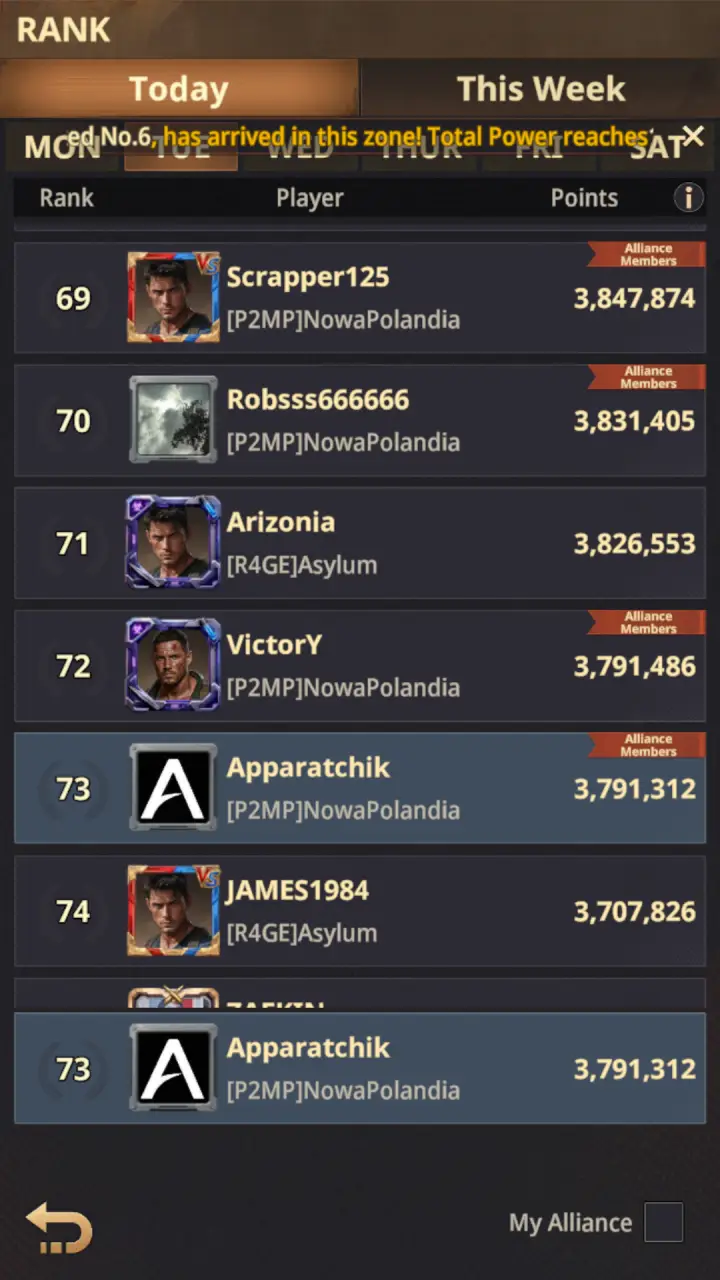 RANK
Today
This Week
ed No.6, has arrived in this zone! Total Power reaches
MON TUE WED THUR FRI SAT
Rank Player Points
Alliance Members
69 Scrapper125 3,847,874
[P2MP]NowaPolandia
Alliance Members
70 Robsss666666 3,831,405
[P2MP]NowaPolandia
71 Arizonia 3,826,553
[R4GE]Asylum
Alliance Members
72 VictorY 3,791,486
[P2MP]NowaPolandia
Alliance Members
73 Apparatchik 3,791,312
[P2MP]NowaPolandia
74 JAMES1984 3,707,826
[R4GE]Asylum
73 Apparatchik 3,791,312
[P2MP]NowaPolandia
My Alliance